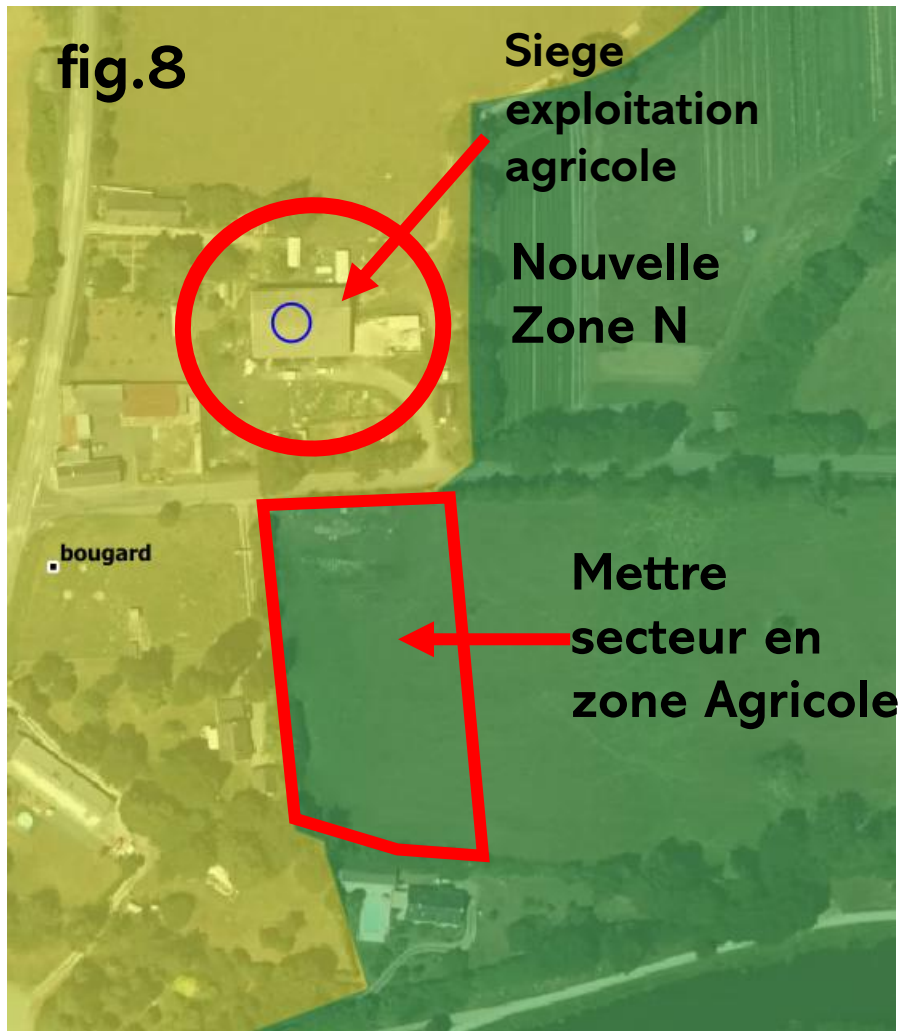 fig.8
Siege
exploitation
agricole
Nouvelle
Zone N
bougard
Mettre
secteur en
zone Agricole